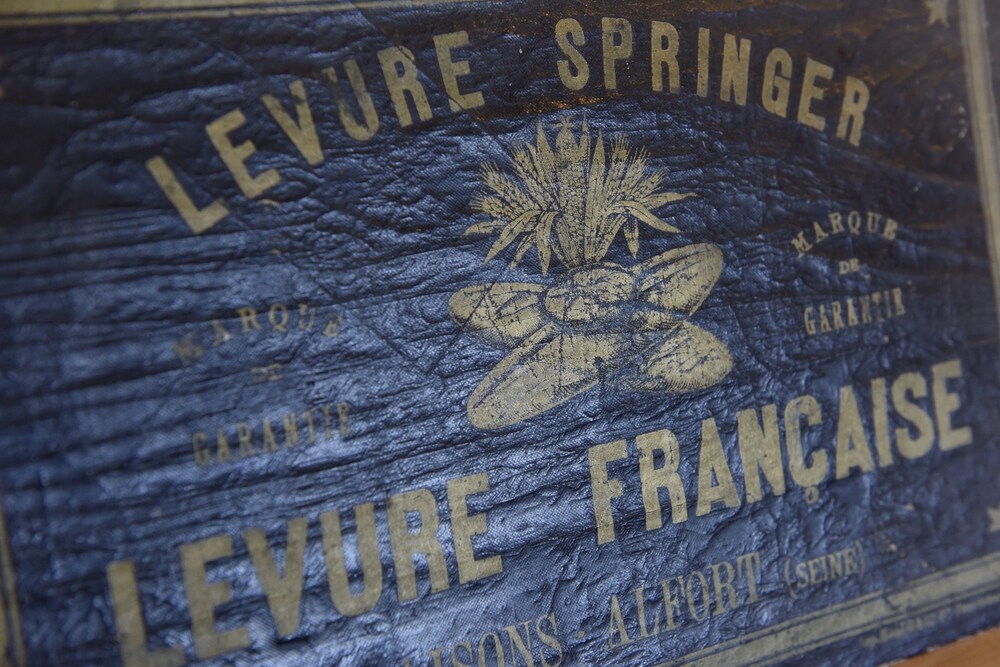 LEVURE SPRINGER
MARQUE
DE
GARANTIE
MARQUE
DE
GARANTIE
LEVURE FRANÇAISE
ALFORT (SEINE)